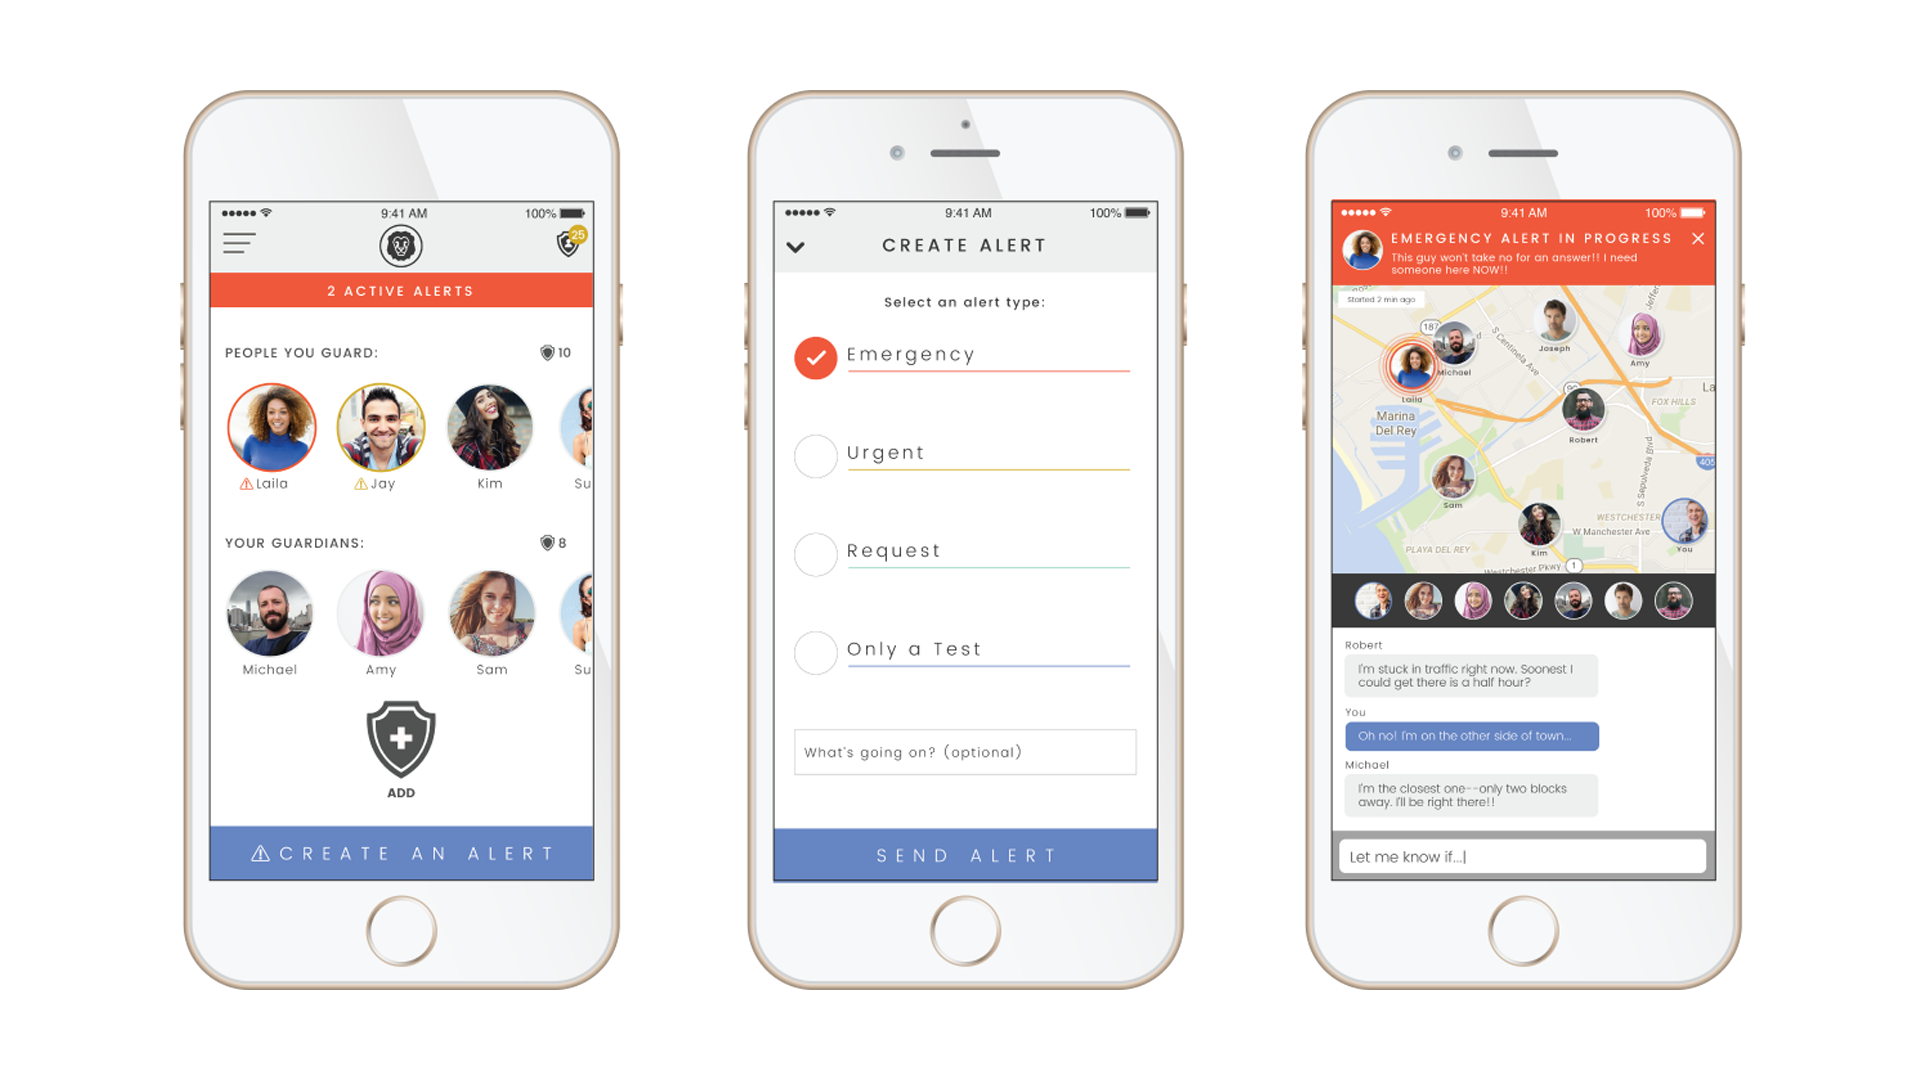 9:41 AM
100%
25
2 ACTIVE ALERTS
PEOPLE YOU GUARD:
10
Laila
Jay
Kim
Su
YOUR GUARDIANS:
8
Michael
Amy
Sam
Su
ADD
CREATE AN ALERT
9:41 AM
100%
CREATE ALERT
Select an alert type:
Emergency
Urgent
Request
Only a Test
What's going on? (optional)
SEND ALERT
9:41 AM
100%
EMERGENCY ALERT IN PROGRESS
This guy won't take no for an answer!! I need
someone here NOW!!
Started 2 min ago
Jeffer
187
S Centinela Ave
Joseph
Amy
Michael
Laila
90
La
FOX HILLS
Marina
Del Rey
Robert
405
S Sepulveda Blvd
Sam
WESTCHESTER
W Manchester Ave
You
Kim
PLAYA DEL REY
Westchester Pkwy
1
Robert
I'm stuck in traffic right now. Soonest I
could get there is a half hour?
You
Oh no! I'm on the other side of town...
Michael
I'm the closest one--only two blocks
away. I'll be right there!!
Let me know if...|